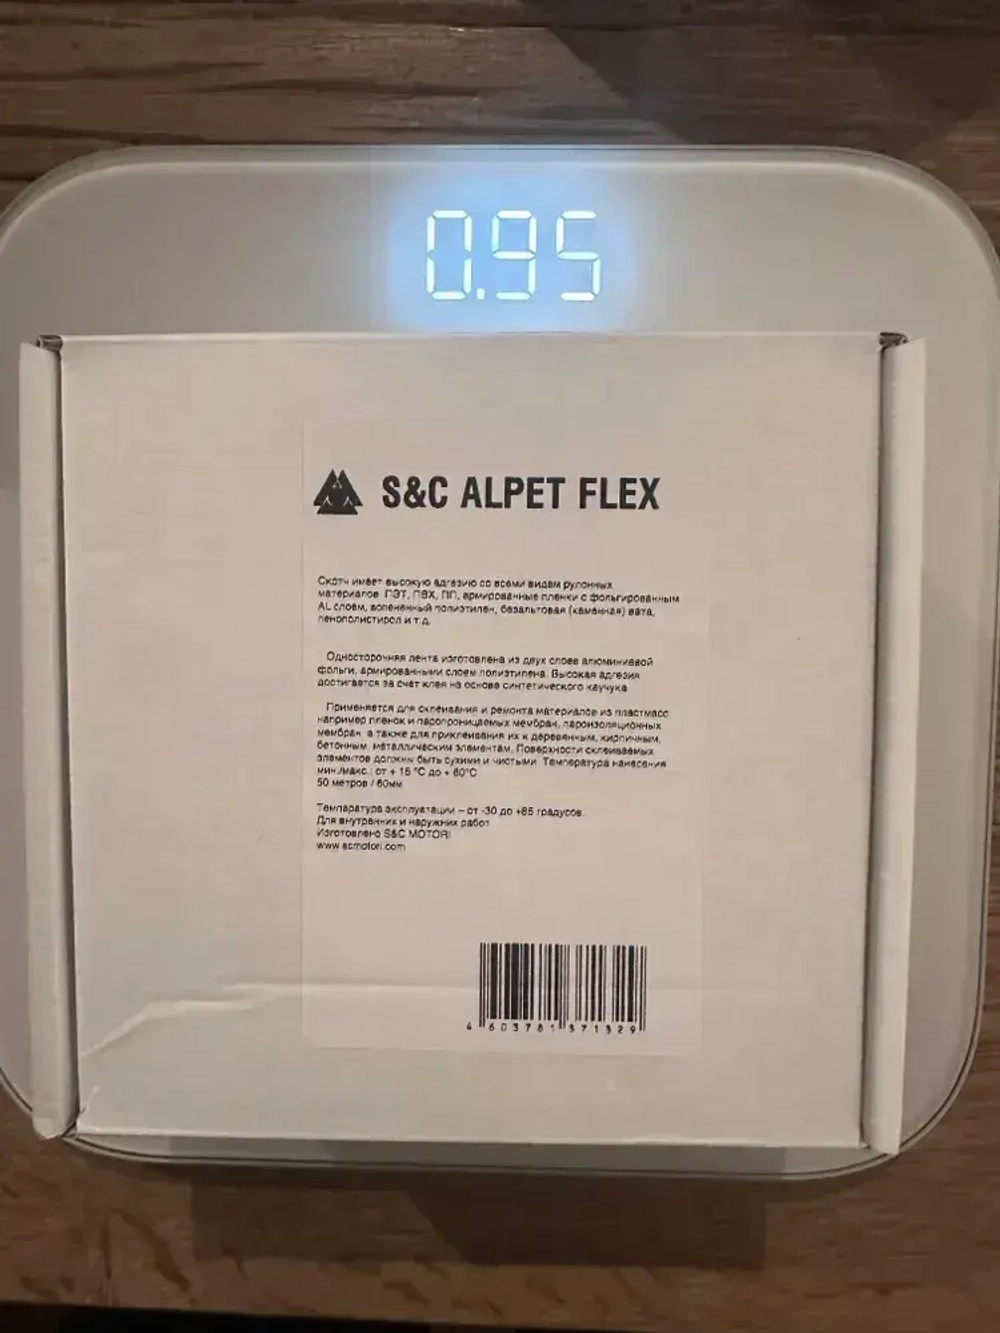 0.95
S&C ALPET FLEX
Скотч имеет высокую адгезию со всеми видам рулонных
материалов ПЭТ, ПВХ, ПП, армированные пленки с фольгированным
AL слоем, вспененный полиэтилен, базальтовая (каменная) вата,
пенополистирол и т.д.
Односторочняя лента изготовлена из двух слоев алюминиевой
фольги, армированными слоем полиэтилена. Высокая адгезия
достигается за счёт клея на основе синтетического каучука
Применяется для склеивания и ремонта материалов из пластмасс
например пленок и паропроницаемых мембран, пароизоляционных
мембран, а также для приклеивания их к деревянным, кирпичным,
бетонным, металлическим элементам. Поверхности склеиваемых
элементов должны быть сухими и чистыми. Температура нанесения
мин./макс.: от + 15 °C до + 60°C
50 метров / 60мм
Температура эксплуатации – от -30 до +85 градусов.
Для внутренних и наружних работ
Изготовлено S&C MOTORI
www.scmotori.com
4 603781 371329